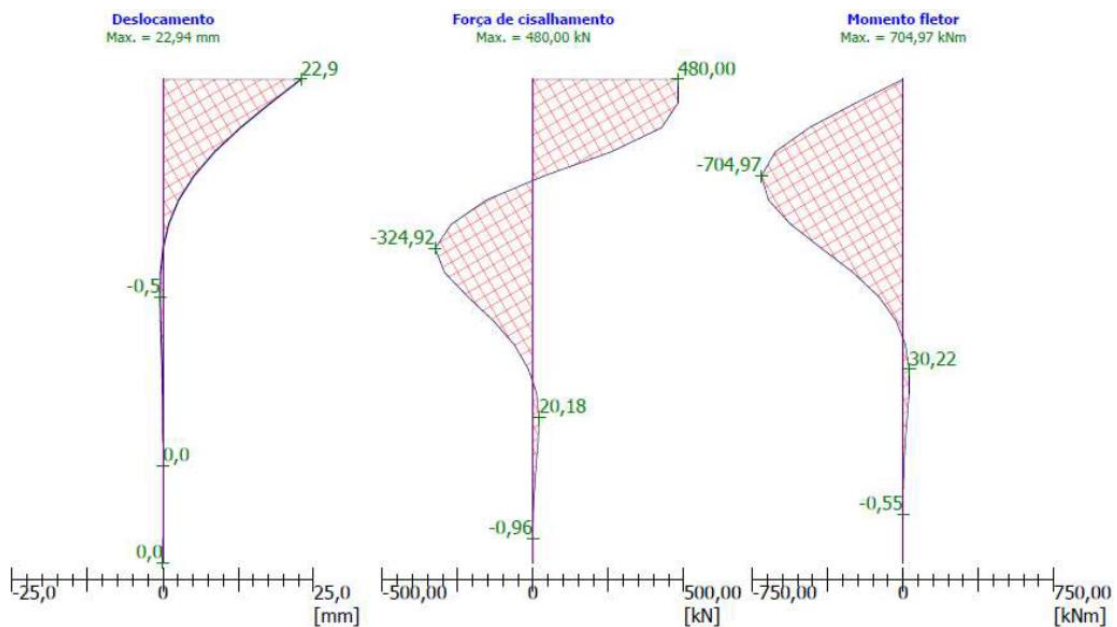 Deslocamento
Max. = 22,94 mm
22,9
-0,5
0,0
0,0
-25,0
0
25,0
[mm]
Força de cisalhamento
Max. = 480,00 kN
480,00
-324,92
20,18
-0,96
-500,00
0
500,00
[kN]
Momento fletor
Max. = 704,97 kNm
-704,97
30,22
-0,55
-750,00
0
750,00
[kNm]